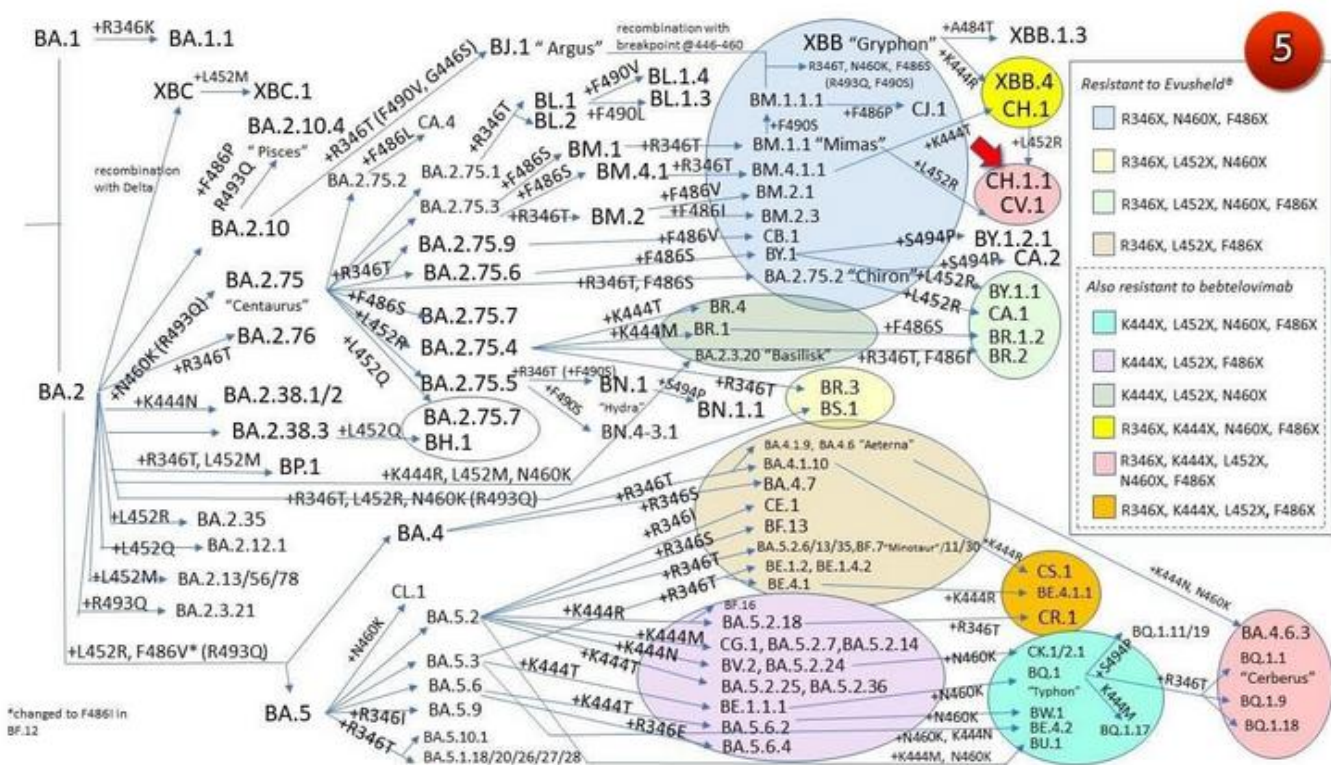 BA.1 +R346K BA.1.1
BJ.1 "Argus"
recombination with
breakpoint @446-460
XBB "Gryphon" +A484T XBB.1.3
R346T, N460K, F486S
(R493Q, F490S)
+K444R
XBB.4
CH.1
+L452R
CH.1.1
CV.1
5
XBC +L452M XBC.1
recombination
with Delta
BA.2.10.4
"Pisces"
+F486P
R493Q
BA.2.10
+R346T (F490V, G446S)
+F486L
CA.4
BA.2.75.2
BA.2.75.1
+R346T
BL.1
BL.2
+F490V BL.1.4
+F490L BL.1.3
BM.1.1.1 +F486P CJ.1
+F490S
BM.1 +R346T BM.1.1 "Mimas"
+K444T
+L452R
BA.2.75.3 +F486S
+F486S
BM.4.1 +R346T BM.4.1.1
+R346T BM.2
+F486V BM.2.1
+F486I BM.2.3
BA.2.75.9 +F486V CB.1
BA.2.75.6 +F486S BY.1
+S494P BY.1.2.1
+S494P CA.2
+R346T
BA.2.75
"Centaurus"
+R346T, F486S BA.2.75.2 "Chiron"
+L452R
+L452R
BY.1.1
CA.1
BR.1.2
BR.2
+F486S
BA.2.75.7
+L452R
BA.2.75.4
+K444T BR.4
+K444M BR.1 +F486S
+R346T, F486I
BA.2.3.20 "Basilisk"
+L452Q
BA.2.75.5
+R346T (+F490S) BN.1
"Hydra"
+S494P BN.1.1
+F490S BN.4-3.1
+R346T BR.3
BS.1
BA.2.75.7
BH.1
BA.2
+N460K (R493Q)
+R346T BA.2.76
+K444N BA.2.38.1/2
BA.2.38.3 +L452Q
+R346T, L452M BP.1
+K444R, L452M, N460K
+R346T, L452R, N460K (R493Q)
+L452R BA.2.35
+L452Q BA.2.12.1
+L452M BA.2.13/56/78
+R493Q BA.2.3.21
+L452R, F486V* (R493Q)
*changed to F486I in
BF.12
BA.4
+R346T
+R346S
BA.4.1.9, BA.4.6 "Aeterna"
BA.4.1.10
BA.4.7
+R346I CE.1
+R346S BF.13
+R346T BA.5.2.6/13/35,BF.7"Minotaur"/11/30
+R346T BE.1.2, BE.1.4.2
BE.4.1
+K444R
+K444R
+K444N, N460K
CS.1
BE.4.1.1
CR.1
+R346T
BA.5
CL.1
+N460K
BA.5.2
BA.5.3
BA.5.6
BA.5.9
+R346I BA.5.10.1
+R346T BA.5.1.18/20/26/27/28
BF.16
+K444R BA.5.2.18
+K444M CG.1, BA.5.2.7,BA.5.2.14
+K444N BV.2, BA.5.2.24
+K444T BA.5.2.25, BA.5.2.36
+K444T BE.1.1.1
+K444T BA.5.6.2
+R346E BA.5.6.4
+N460K CK.1/2.1
+N460K BQ.1
"Typhon"
+N460K BW.1
+N460K, K444N BE.4.2
+K444M, N460K BU.1
+S494P BQ.1.11/19
K444M BQ.1.17
+R346T
BA.4.6.3
BQ.1.1
"Cerberus"
BQ.1.9
BQ.1.18
Resistant to Evusheld®
R346X, N460X, F486X
R346X, L452X, N460X
R346X, L452X, N460X, F486X
R346X, L452X, F486X
Also resistant to bebtelovimab
K444X, L452X, N460X, F486X
K444X, L452X, F486X
K444X, L452X, N460X
R346X, K444X, N460X, F486X
R346X, K444X, L452X,
N460X, F486X
R346X, K444X, L452X, F486X